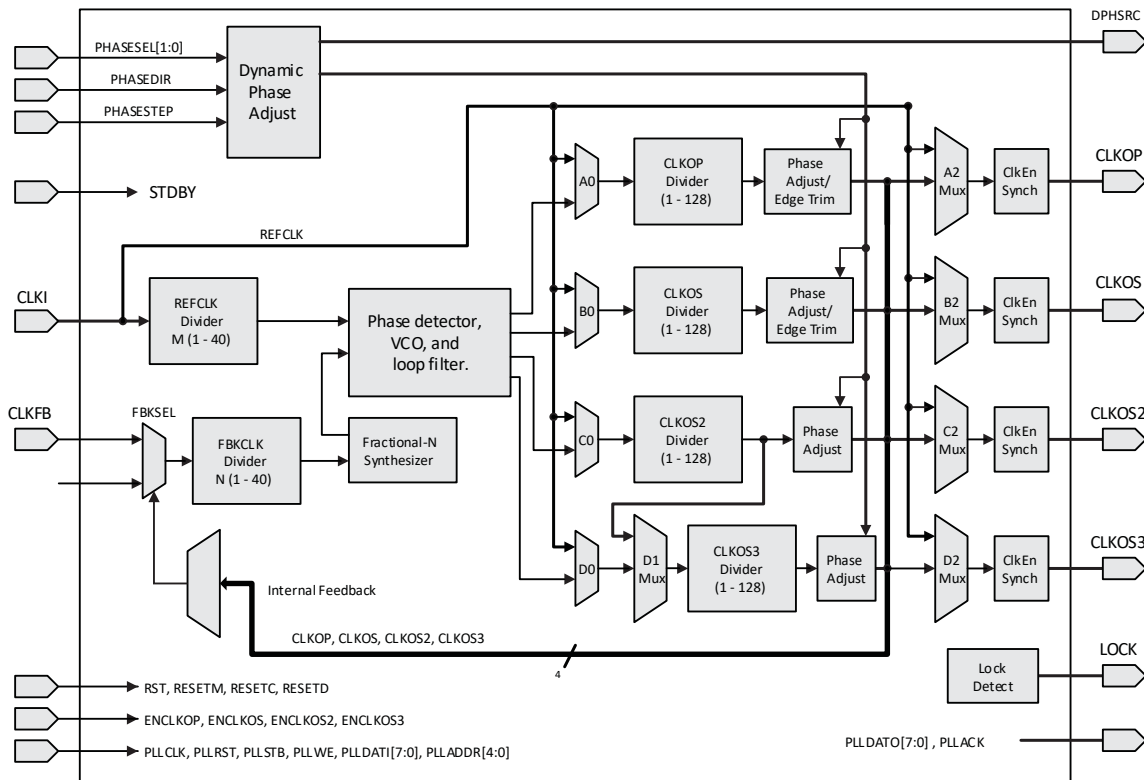 DPHSRC
PHASESEL[1:0]
PHASEDIR
PHASESTEP
Dynamic
Phase
Adjust
STDBY
REFCLK
CLKI
REFCLK
Divider
M (1 - 40)
Phase detector,
VCO, and
loop filter.
CLKFB
FBKSEL
FBKCLK
Divider
N (1 - 40)
Fractional-N
Synthesizer
A0
CLKOP
Divider
(1 - 128)
Phase
Adjust/
Edge Trim
A2
Mux
ClkEn
Synch
CLKOP
B0
CLKOS
Divider
(1 - 128)
Phase
Adjust/
Edge Trim
B2
Mux
ClkEn
Synch
CLKOS
C0
CLKOS2
Divider
(1 - 128)
Phase
Adjust
C2
Mux
ClkEn
Synch
CLKOS2
D0
D1
Mux
CLKOS3
Divider
(1 - 128)
Phase
Adjust
D2
Mux
ClkEn
Synch
CLKOS3
Internal Feedback
CLKOP, CLKOS, CLKOS2, CLKOS3
4
Lock
Detect
LOCK
RST, RESETM, RESETC, RESETD
ENCLKOP, ENCLKOS, ENCLKOS2, ENCLKOS3
PLLCLK, PLLRST, PLLSTB, PLLWE, PLLDATI[7:0], PLLADDR[4:0]
PLLDATO[7:0] , PLLACK